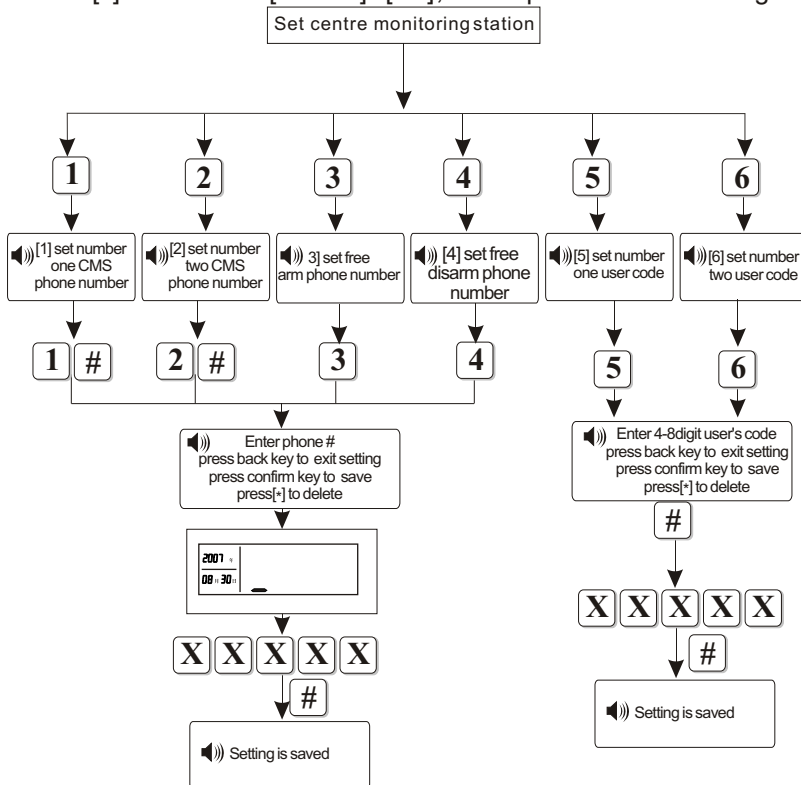 Set centre monitoring station
1 2 3 4 5 6
[1] set number
one CMS
phone number
[2] set number
two CMS
phone number
3] set free
arm phone number
[4] set free
disarm phone
number
[5] set number
one user code
[6] set number
two user code
1 # 2 # 3 4 5 6
Enter phone #
press back key to exit setting
press confirm key to save
press[*] to delete
Enter 4-8digit user's code
press back key to exit setting
press confirm key to save
press[*] to delete
#
2007
08 30
X X X X X
#
Setting is saved
X X X X X
#
Setting is saved